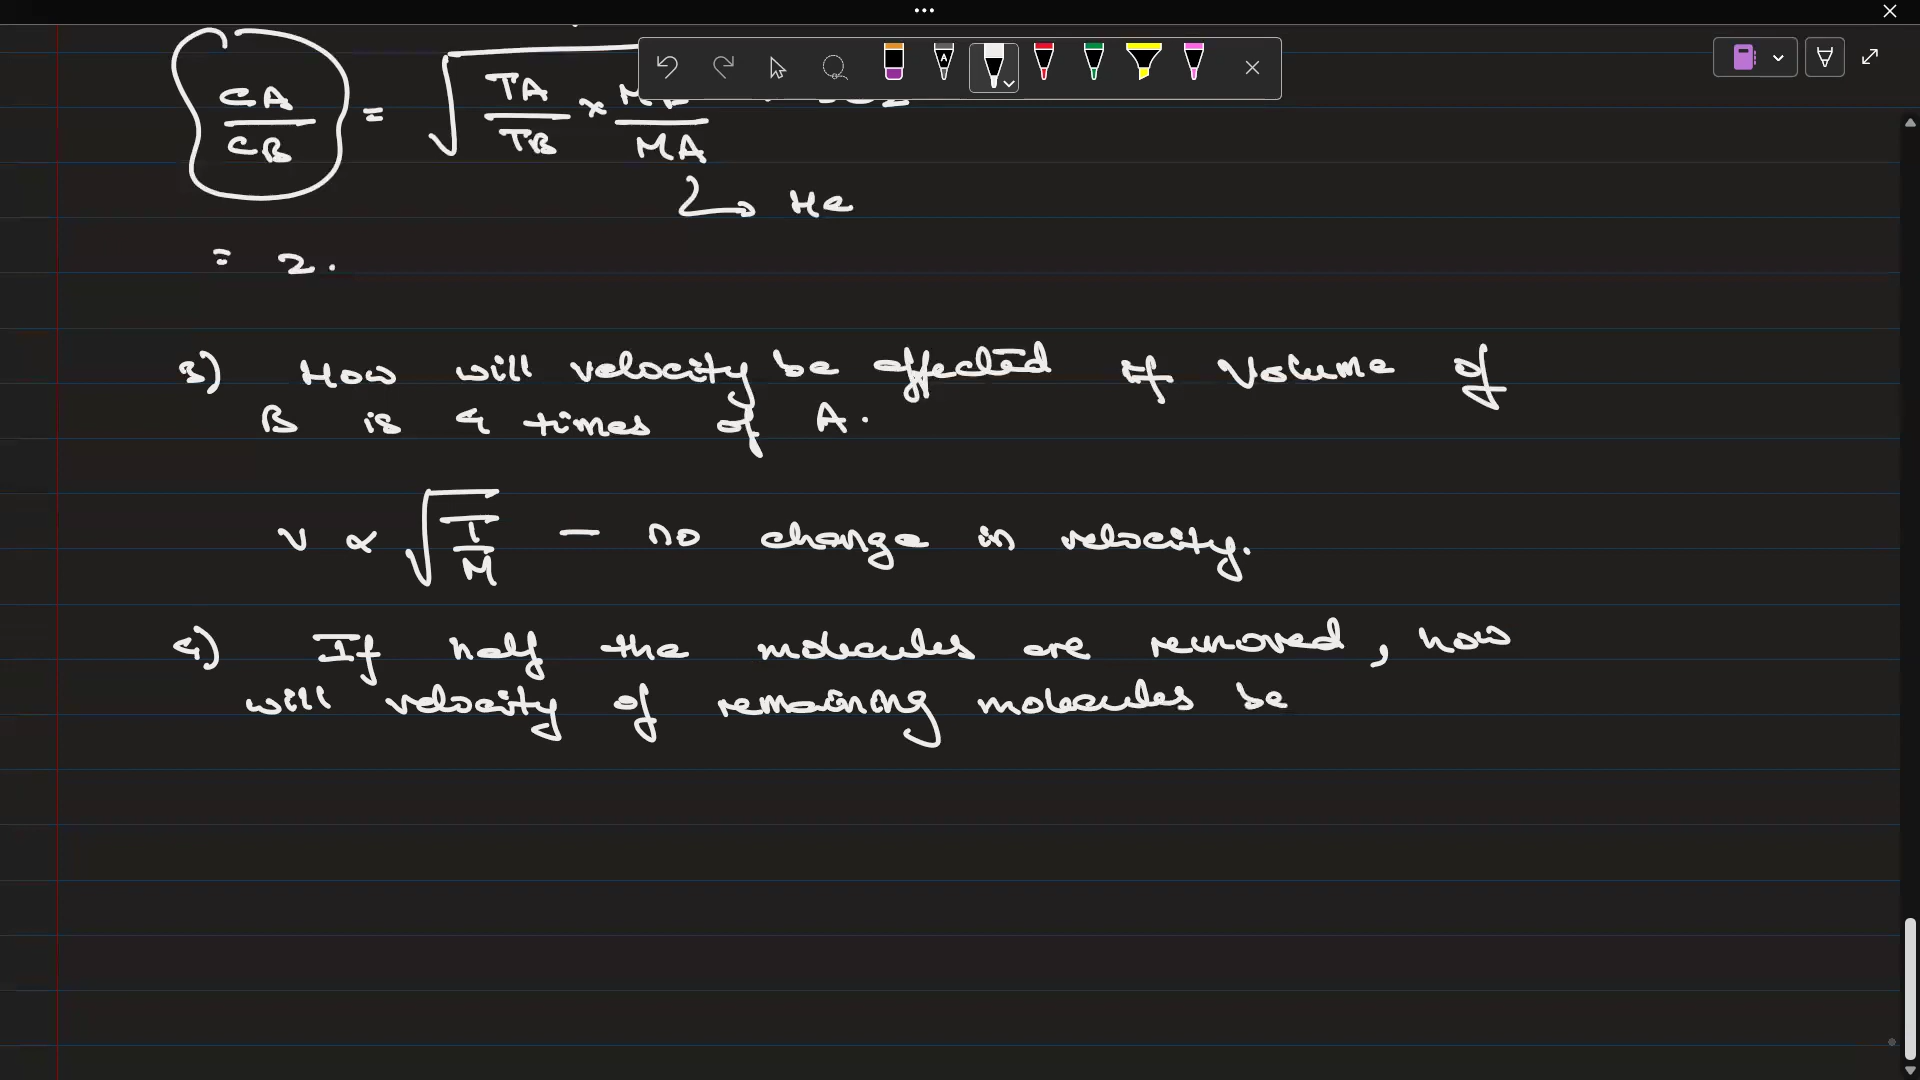 CA/CB = √(TA/TB × MB/MA)
↳ He
= 2.
3) How will velocity be affected if Volume of
B is 4 times of A.
v ∝ √(T/M) — no change in velocity.
4) If half the molecules are removed, how
will velocity of remaining molecules be